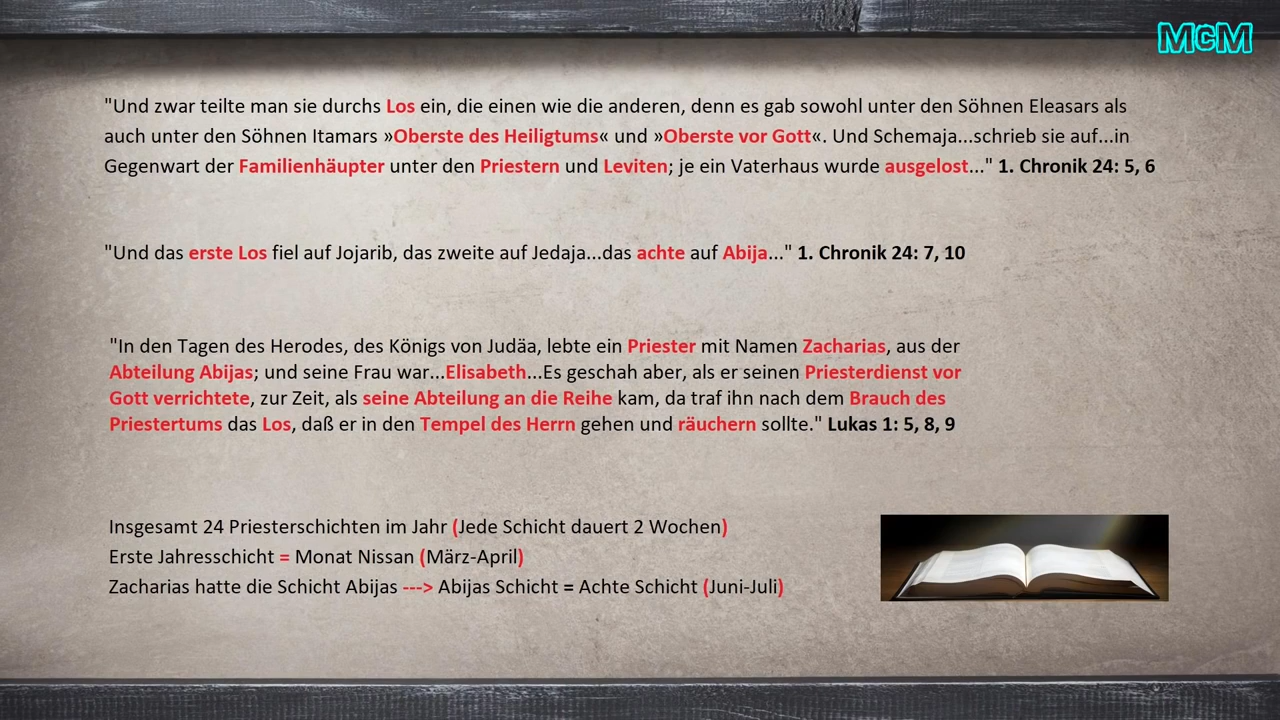 McM
"Und zwar teilte man sie durchs Los ein, die einen wie die anderen, denn es gab sowohl unter den Söhnen Eleasars als
auch unter den Söhnen Itamars »Oberste des Heiligtums« und »Oberste vor Gott«. Und Schemaja...schrieb sie auf...in
Gegenwart der Familienhäupter unter den Priestern und Leviten; je ein Vaterhaus wurde ausgelost..." 1. Chronik 24: 5, 6
"Und das erste Los fiel auf Jojarib, das zweite auf Jedaja...das achte auf Abija..." 1. Chronik 24: 7, 10
"In den Tagen des Herodes, des Königs von Judäa, lebte ein Priester mit Namen Zacharias, aus der
Abteilung Abijas; und seine Frau war...Elisabeth...Es geschah aber, als er seinen Priesterdienst vor
Gott verrichtete, zur Zeit, als seine Abteilung an die Reihe kam, da traf ihn nach dem Brauch des
Priestertums das Los, daß er in den Tempel des Herrn gehen und räuchern sollte." Lukas 1: 5, 8, 9
Insgesamt 24 Priesterschichten im Jahr (Jede Schicht dauert 2 Wochen)
Erste Jahresschicht = Monat Nissan (März-April)
Zacharias hatte die Schicht Abijas ---> Abijas Schicht = Achte Schicht (Juni-Juli)